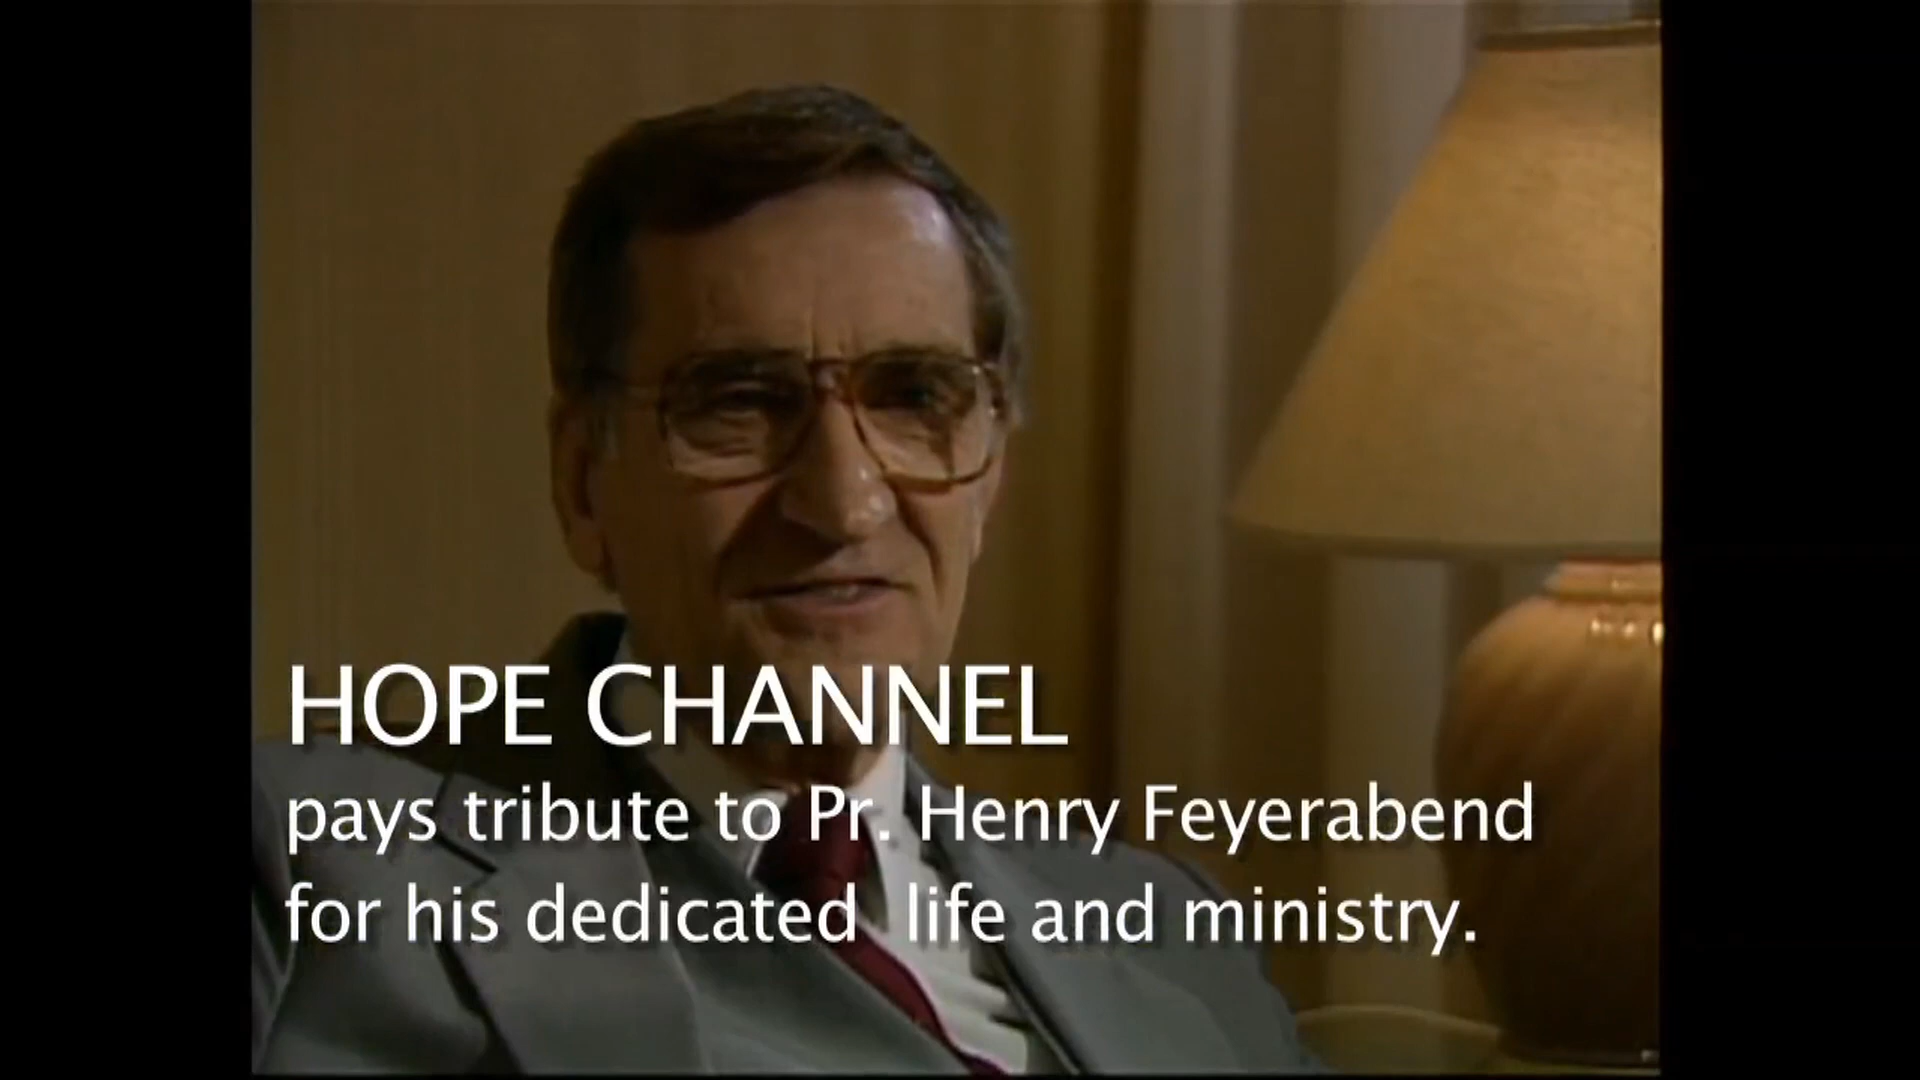 HOPE CHANNEL
pays tribute to Pr. Henry Feyerabend
for his dedicated  life and ministry.